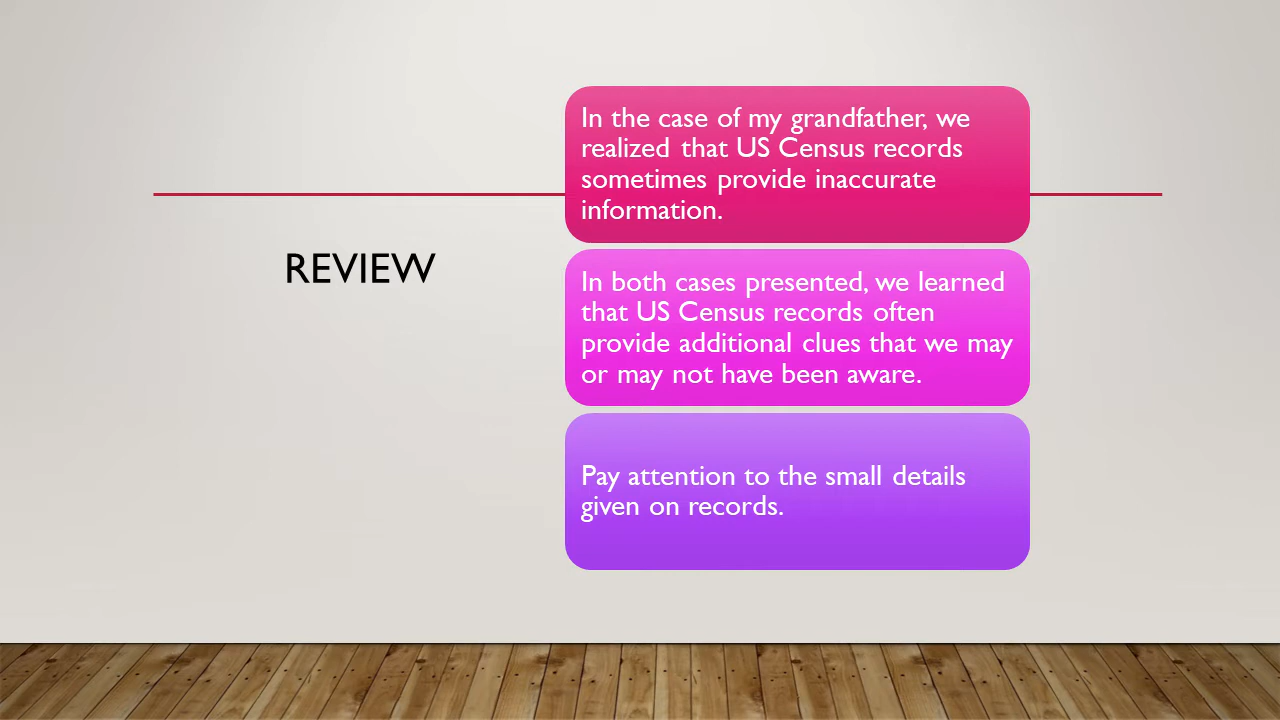 REVIEW
In the case of my grandfather, we
realized that US Census records
sometimes provide inaccurate
information.
In both cases presented, we learned
that US Census records often
provide additional clues that we may
or may not have been aware.
Pay attention to the small details
given on records.